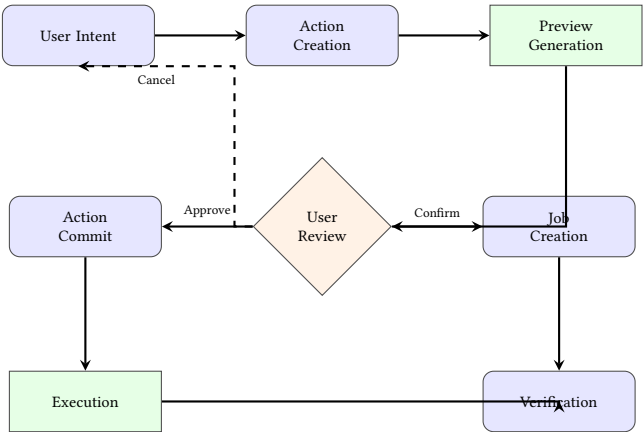 User Intent
Action
Creation
Preview
Generation
Cancel
Action
Commit
Approve
User
Review
Confirm
Job
Creation
Execution
Verification